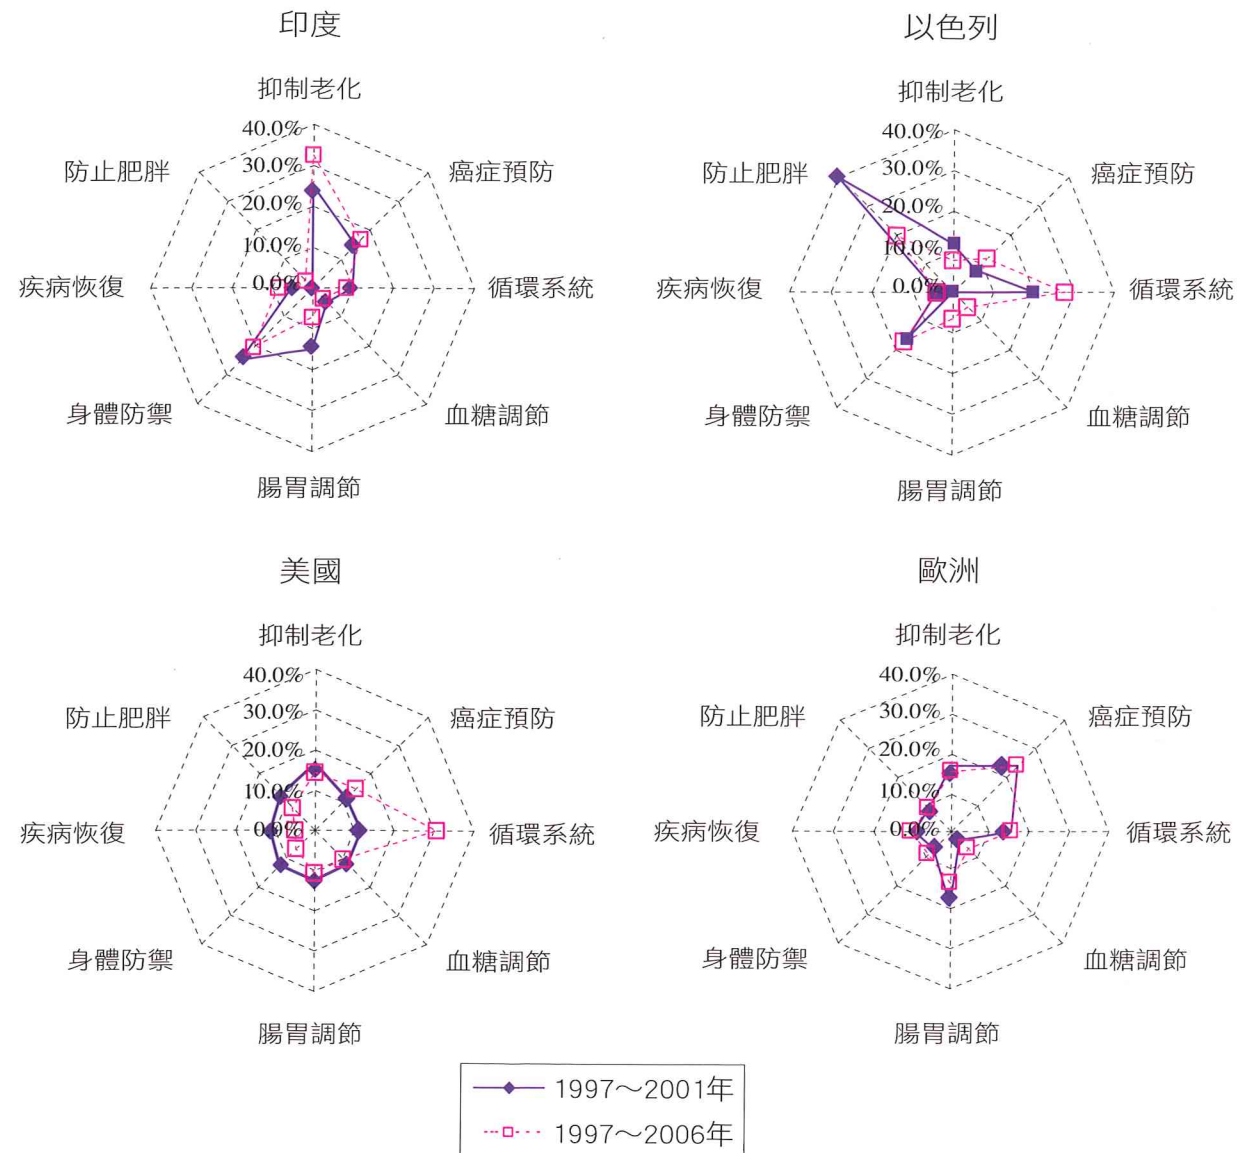 印度
抑制老化
40.0%
30.0%
20.0%
10.0%
0.0%
防止肥胖
癌症預防
疾病恢復
循環系統
身體防禦
血糖調節
腸胃調節
以色列
抑制老化
40.0%
30.0%
20.0%
10.0%
0.0%
防止肥胖
癌症預防
疾病恢復
循環系統
身體防禦
血糖調節
腸胃調節
美國
抑制老化
40.0%
30.0%
20.0%
10.0%
0.0%
防止肥胖
癌症預防
疾病恢復
循環系統
身體防禦
血糖調節
腸胃調節
歐洲
抑制老化
40.0%
30.0%
20.0%
10.0%
0.0%
防止肥胖
癌症預防
疾病恢復
循環系統
身體防禦
血糖調節
腸胃調節
1997～2001年
1997～2006年